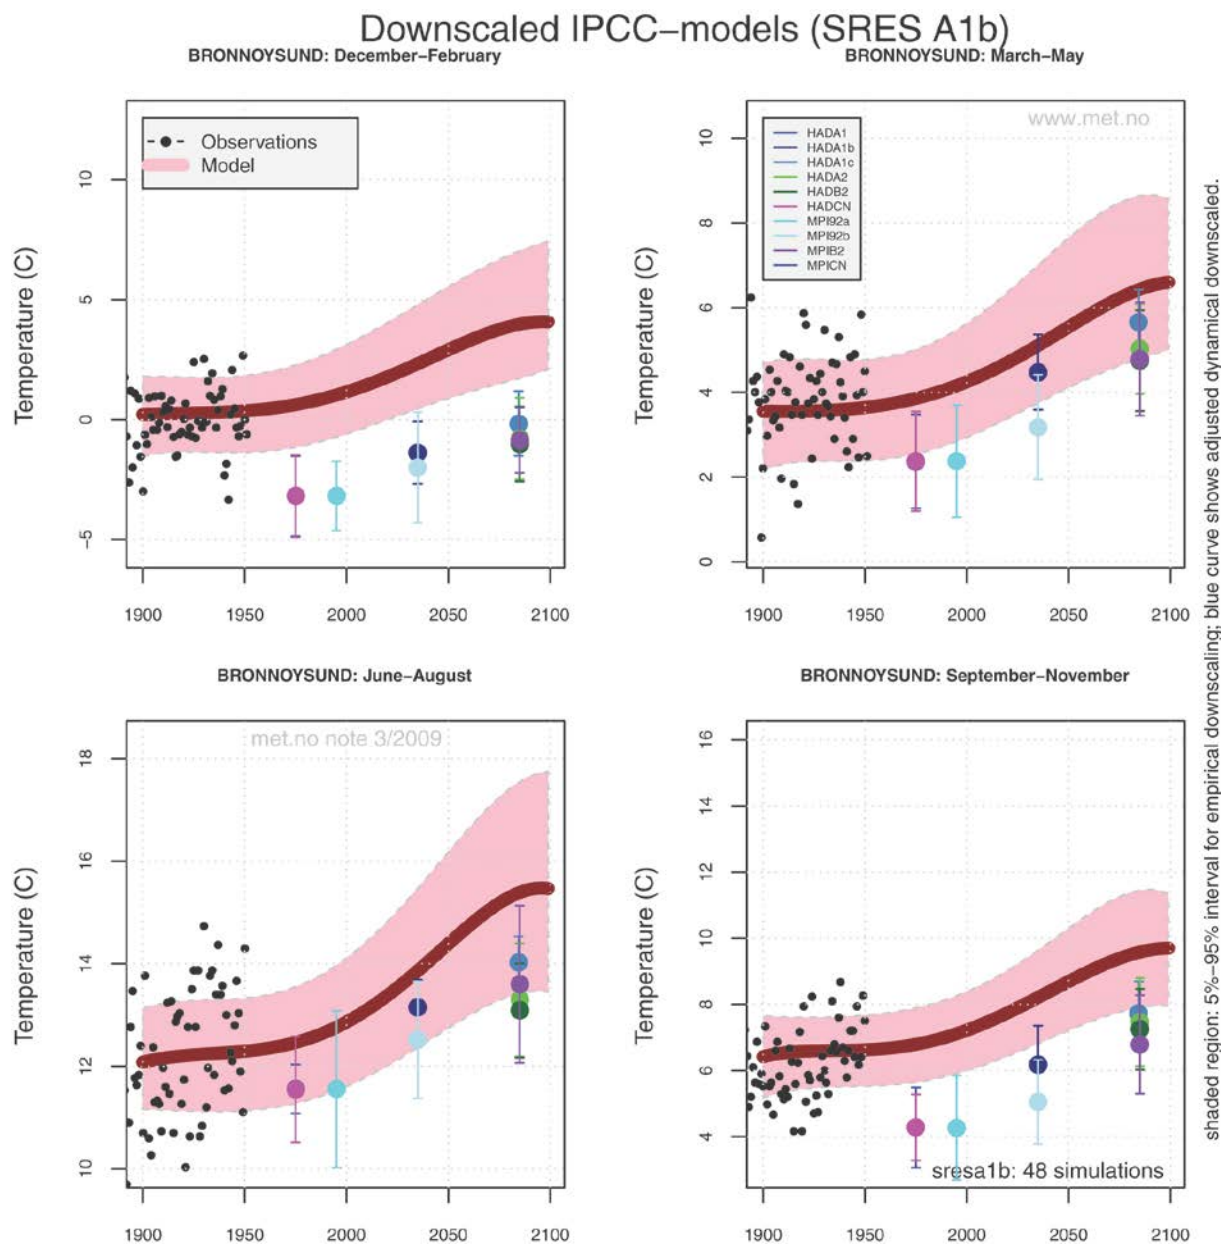 Downscaled IPCC−models (SRES A1b)
BRONNOYSUND: December−February
BRONNOYSUND: March−May
Observations
Model
Temperature (C)
10
5
0
−5
1900 1950 2000 2050 2100
www.met.no
HADA1
HADA1b
HADA1c
HADA2
HADB2
HADCN
MPI92a
MPI92b
MPIB2
MPICN
Temperature (C)
10
8
6
4
2
0
1900 1950 2000 2050 2100
BRONNOYSUND: June−August
BRONNOYSUND: September−November
met.no note 3/2009
Temperature (C)
18
16
14
12
10
1900 1950 2000 2050 2100
Temperature (C)
16
14
12
10
8
6
4
sresa1b: 48 simulations
1900 1950 2000 2050 2100
shaded region: 5%−95% interval for empirical downscaling; blue curve shows adjusted dynamical downscaled.